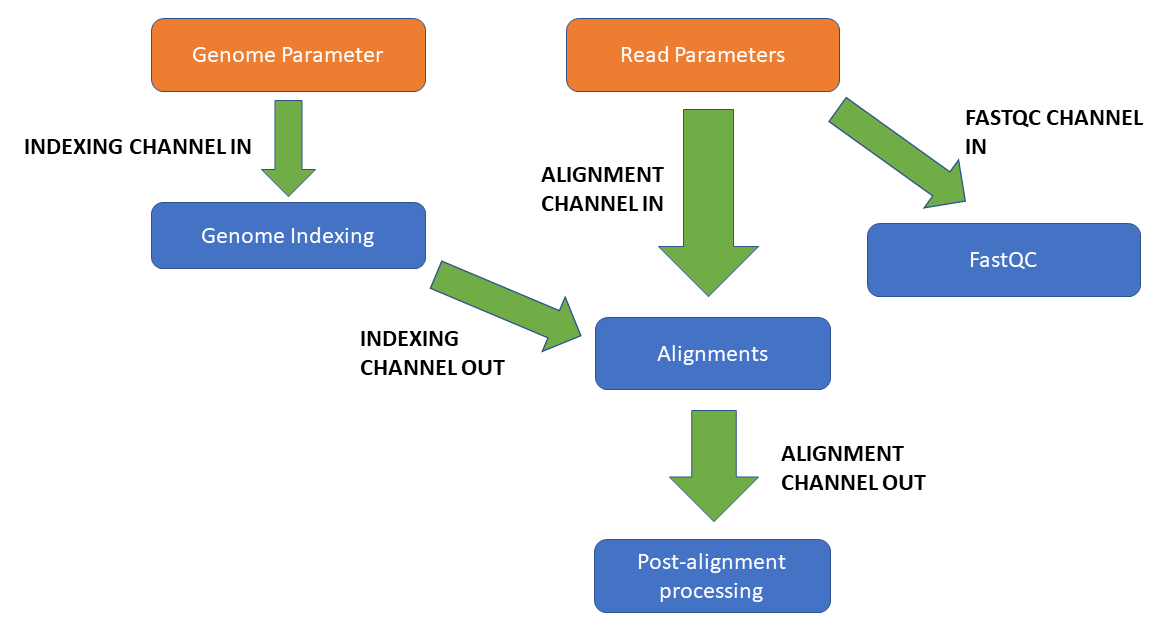 Genome Parameter
Read Parameters
FASTQC CHANNEL
IN
INDEXING CHANNEL IN
ALIGNMENT
CHANNEL IN
Genome Indexing
FastQC
INDEXING
CHANNEL OUT
Alignments
ALIGNMENT
CHANNEL OUT
Post-alignment
processing